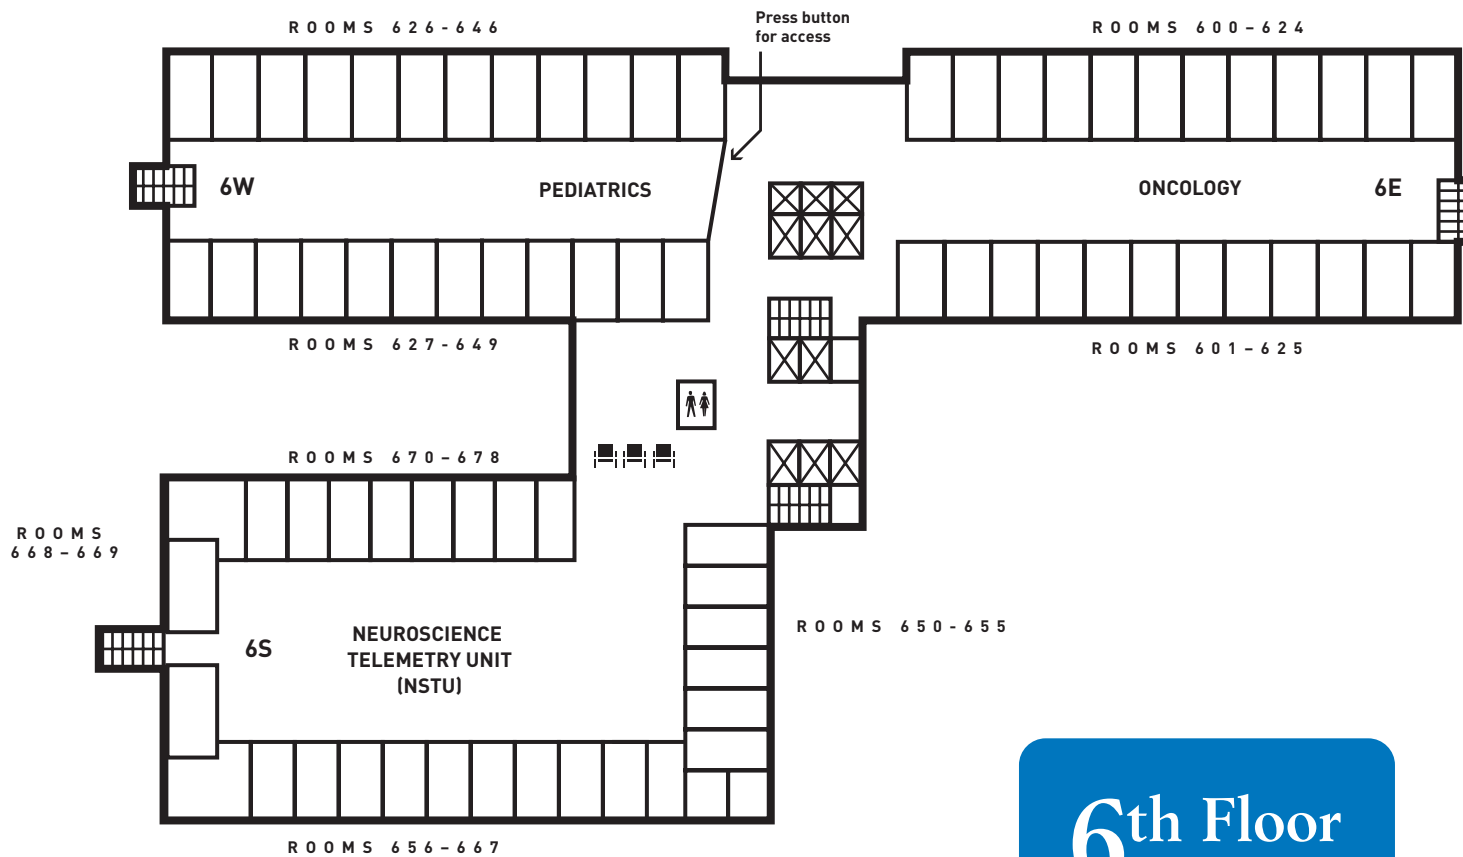 ROOMS 626-646
Press button
for access
ROOMS 600–624
6W
PEDIATRICS
ONCOLOGY
6E
ROOMS 627-649
ROOMS 601–625
ROOMS 670–678
ROOMS
668–669
6S
NEUROSCIENCE
TELEMETRY UNIT
(NSTU)
ROOMS 650-655
ROOMS 656–667
6th Floor